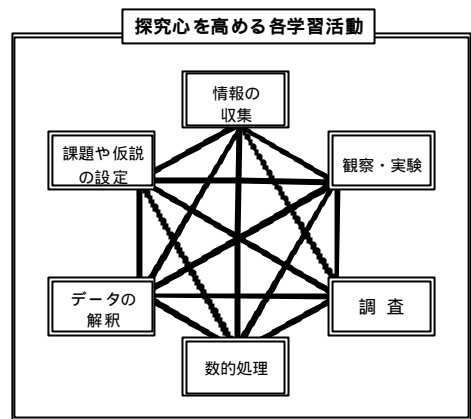 探究心を高める各学習活動
情報の
収集
課題や仮説
の設定
観察・実験
データの
解釈
調 査
数的処理